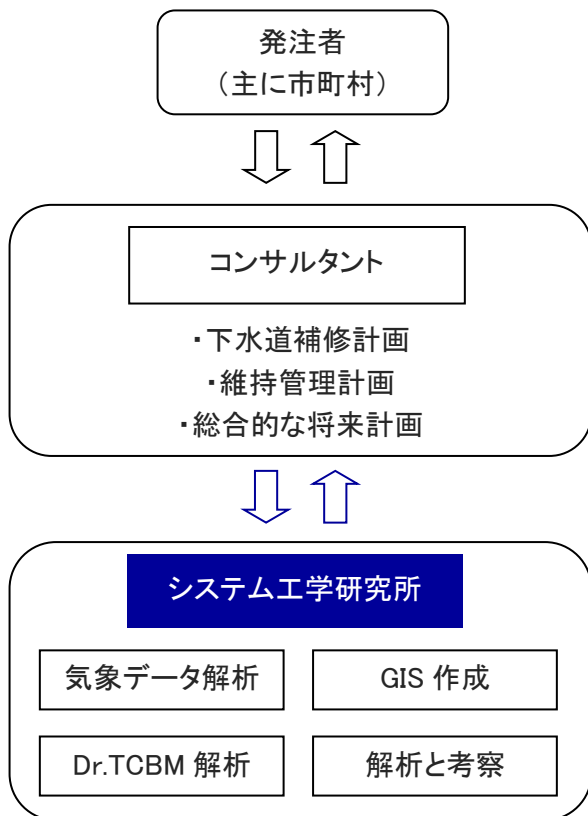 発注者
（主に市町村）
コンサルタント
・下水道補修計画
・維持管理計画
・総合的な将来計画
システム工学研究所
気象データ解析
GIS 作成
Dr.TCBM 解析
解析と考察